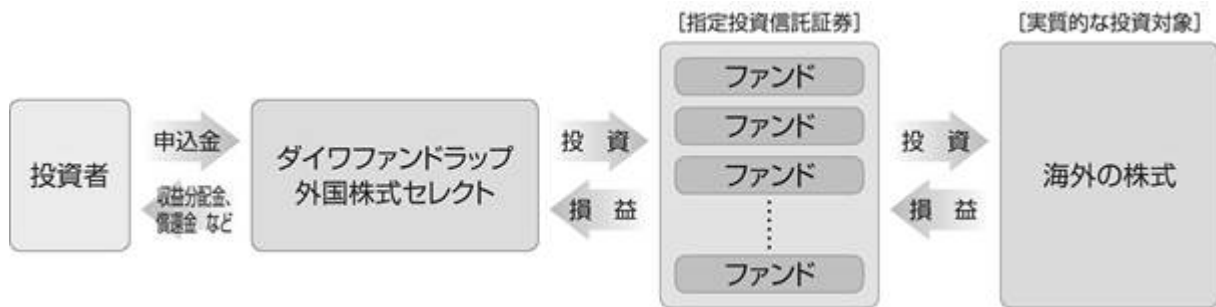 ［指定投資信託証券］
［実質的な投資対象］
投資者
申込金
収益分配金、
償還金 など
ダイワファンドラップ
外国株式セレクト
投 資
損 益
ファンド
ファンド
ファンド
ファンド
投 資
損 益
海外の株式